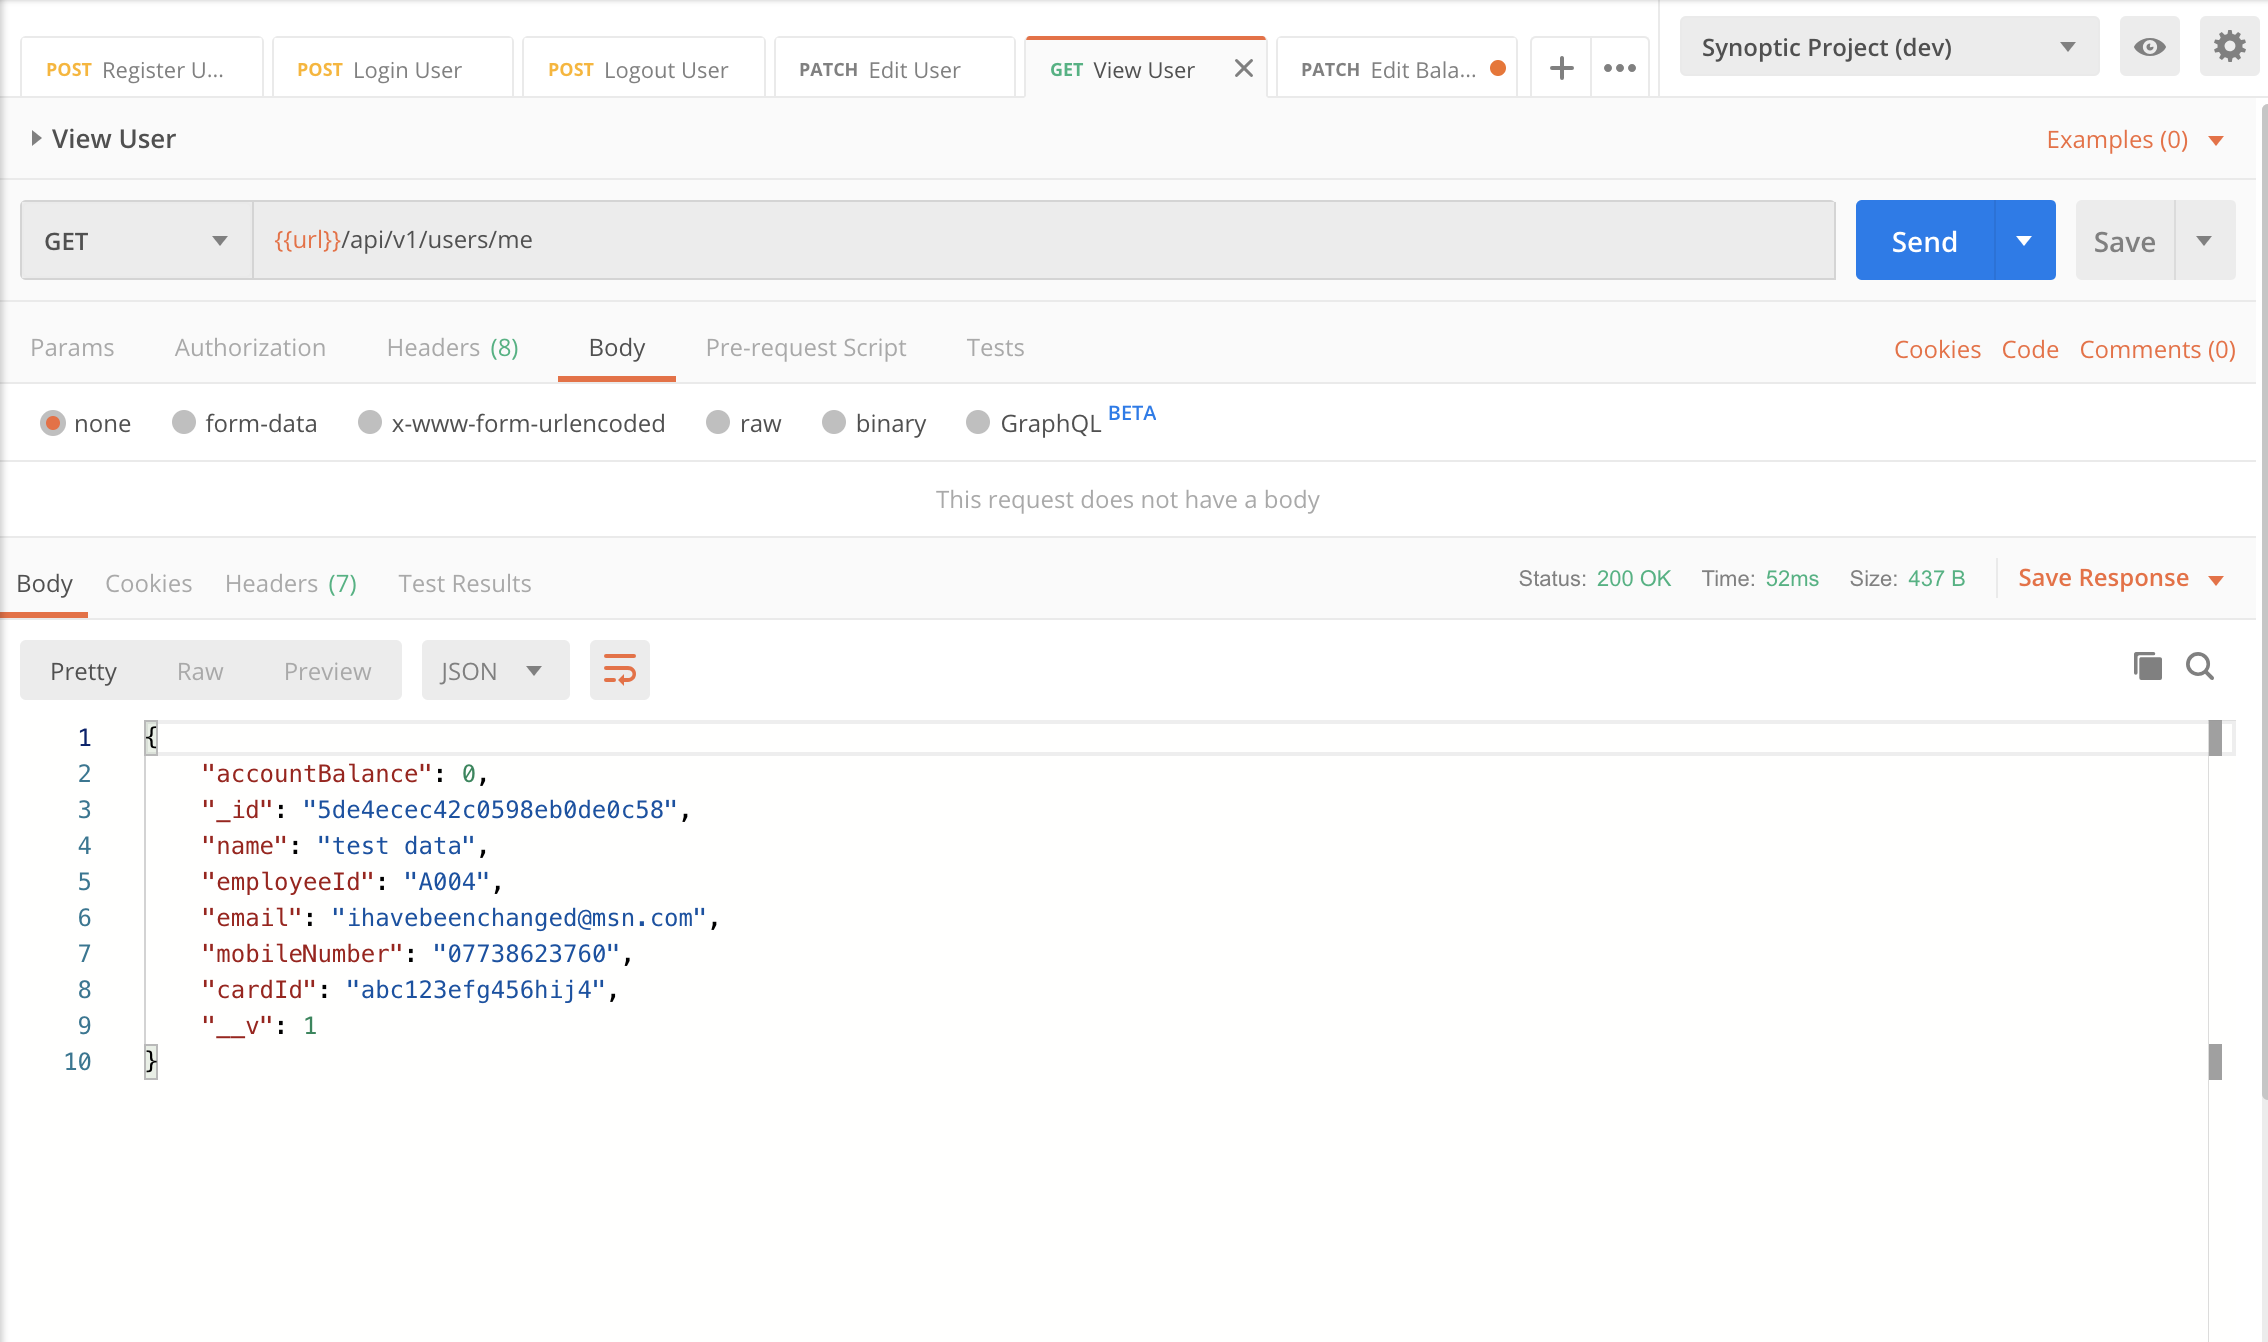 POST Register U... POST Login User POST Logout User PATCH Edit User GET View User PATCH Edit Bala... Synoptic Project (dev)
View User Examples (0)
GET {{url}}/api/v1/users/me Send Save
Params Authorization Headers (8) Body Pre-request Script Tests Cookies Code Comments (0)
none form-data x-www-form-urlencoded raw binary GraphQL BETA
This request does not have a body
Body Cookies Headers (7) Test Results Status: 200 OK Time: 52ms Size: 437 B Save Response
Pretty Raw Preview JSON
1 {
2 "accountBalance": 0,
3 "_id": "5de4ecec42c0598eb0de0c58",
4 "name": "test data",
5 "employeeId": "A004",
6 "email": "ihavebeenchanged@msn.com",
7 "mobileNumber": "07738623760",
8 "cardId": "abc123efg456hij4",
9 "__v": 1
10 }